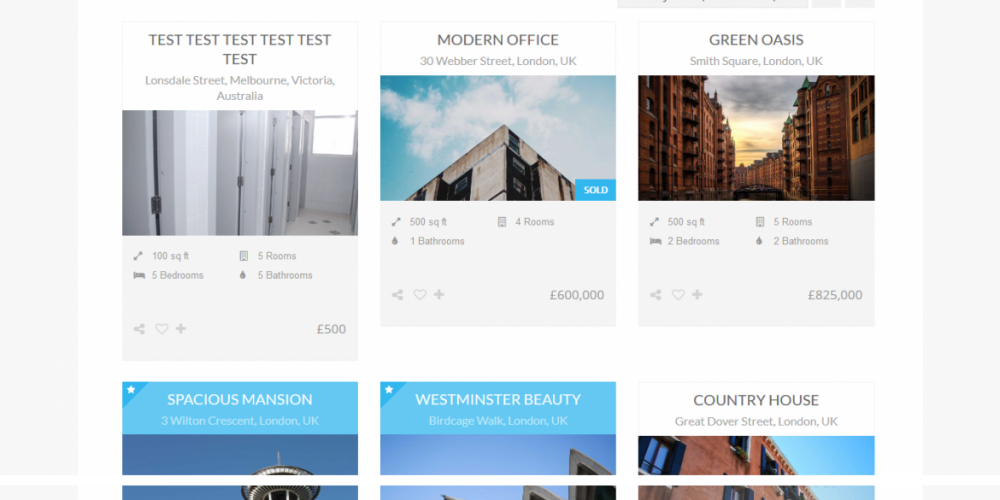 TEST TEST TEST TEST TEST
TEST
Lonsdale Street, Melbourne, Victoria,
Australia
100 sq ft
5 Rooms
5 Bedrooms
5 Bathrooms
£500
MODERN OFFICE
30 Webber Street, London, UK
SOLD
500 sq ft
4 Rooms
1 Bathrooms
£600,000
GREEN OASIS
Smith Square, London, UK
500 sq ft
5 Rooms
2 Bedrooms
2 Bathrooms
£825,000
SPACIOUS MANSION
3 Wilton Crescent, London, UK
WESTMINSTER BEAUTY
Birdcage Walk, London, UK
COUNTRY HOUSE
Great Dover Street, London, UK